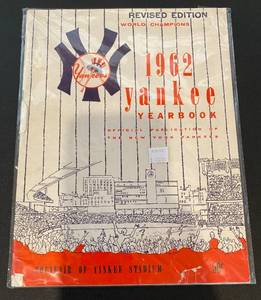 REVISED EDITION
WORLD CHAMPIONS
Yankees
1962
yankee
YEARBOOK
OFFICIAL PUBLICATION OF
THE NEW YORK YANKEES
SOUVENIR OF YANKEE STADIUM
50¢